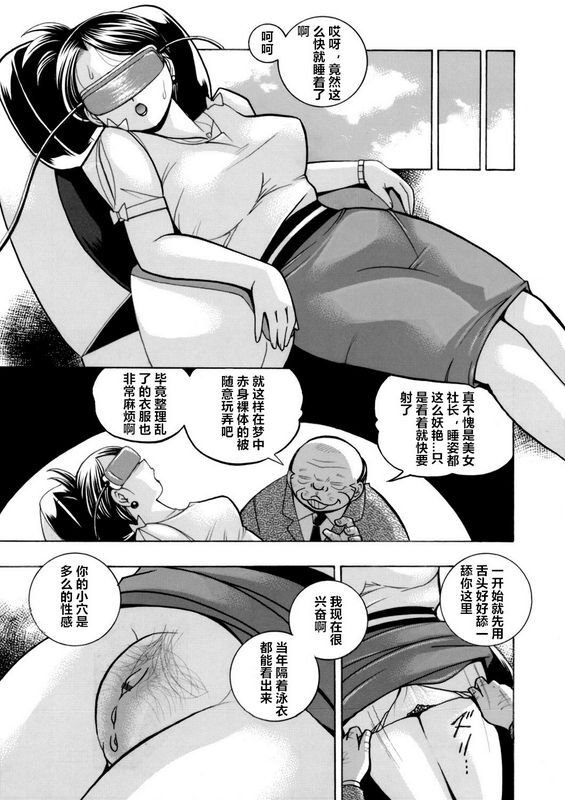 哎呀，竟然这
么快就睡着了
啊
呵呵
真不愧是美女
社长，睡姿都
这么妖艳…只
是看着就快要
射了
就这样在梦中
赤身裸体的被
随意玩弄吧
毕竟整理乱
了的衣服也
非常麻烦啊
一开始就先用
舌头好好舔一
舔你这里
我现在很
兴奋啊
当年隔着泳衣
都能看出来
你的小穴是
多么的性感